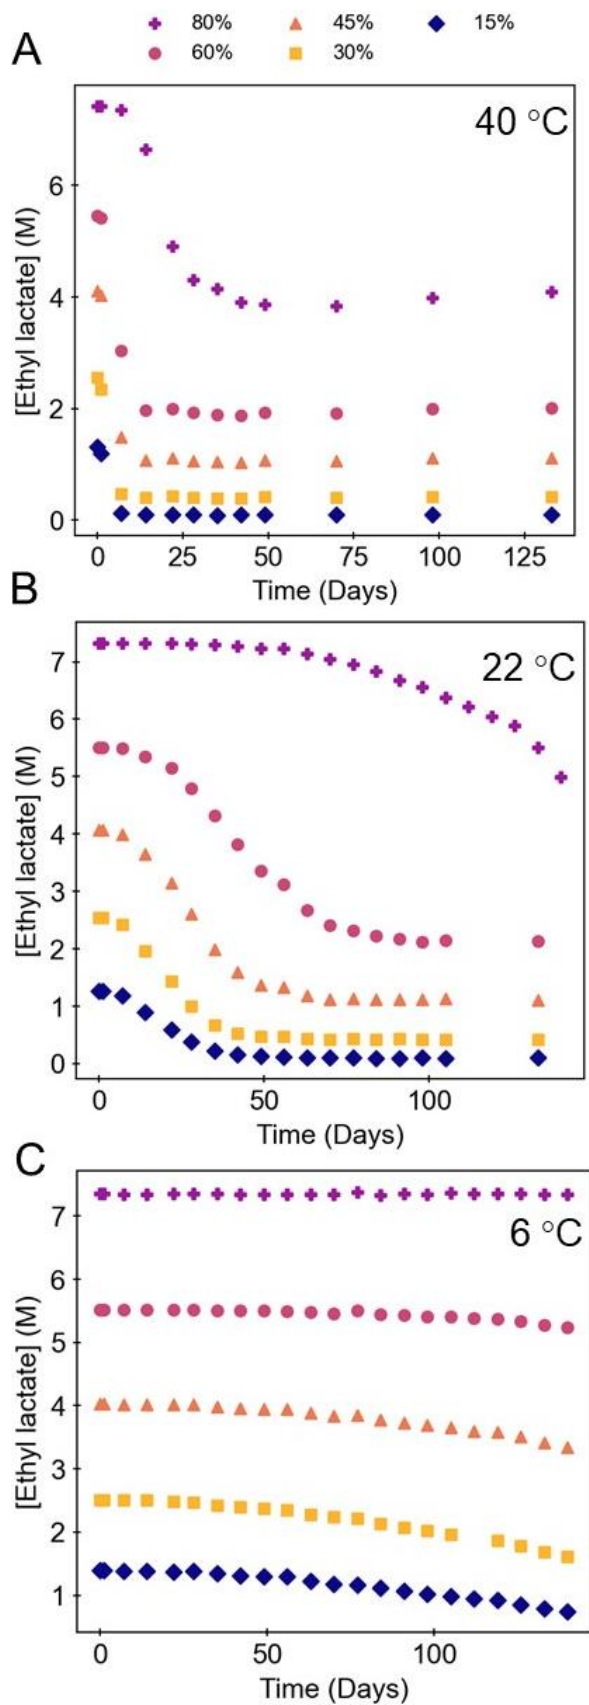 80% 45% 15%
60% 30%
A
40 °C
[Ethyl lactate] (M)
6
4
2
0
0 25 50 75 100 125
Time (Days)
B
22 °C
[Ethyl lactate] (M)
7
6
5
4
3
2
1
0
0 50 100
Time (Days)
C
6 °C
[Ethyl lactate] (M)
7
6
5
4
3
2
1
0 50 100
Time (Days)